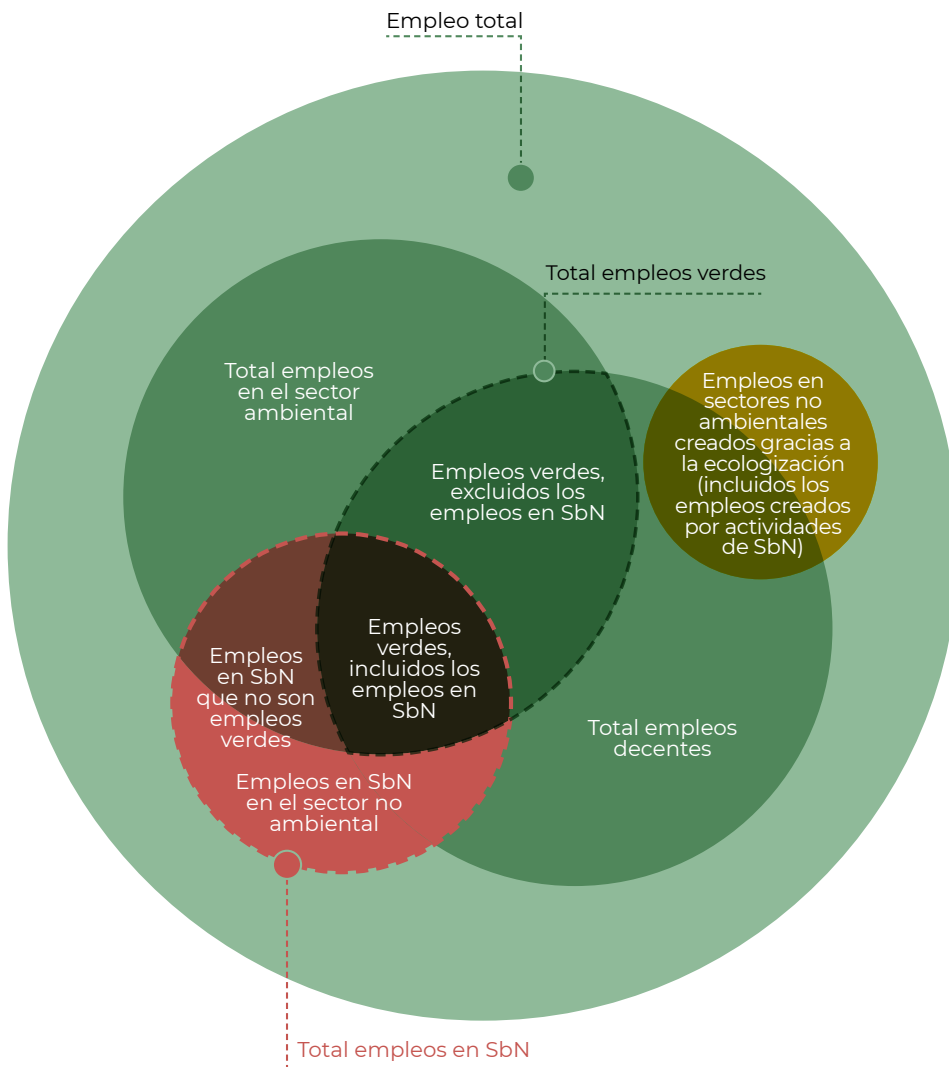 Empleo total
Total empleos verdes
Total empleos
en el sector
ambiental
Empleos en
sectores no
ambientales
creados gracias a
la ecologización
(incluidos los
empleos creados
por actividades
de SbN)
Empleos verdes,
excluidos los
empleos en SbN
Empleos
verdes,
incluidos los
empleos en
SbN
Empleos
en SbN
que no son
empleos
verdes
Total empleos
decentes
Empleos en SbN
en el sector no
ambiental
Total empleos en SbN